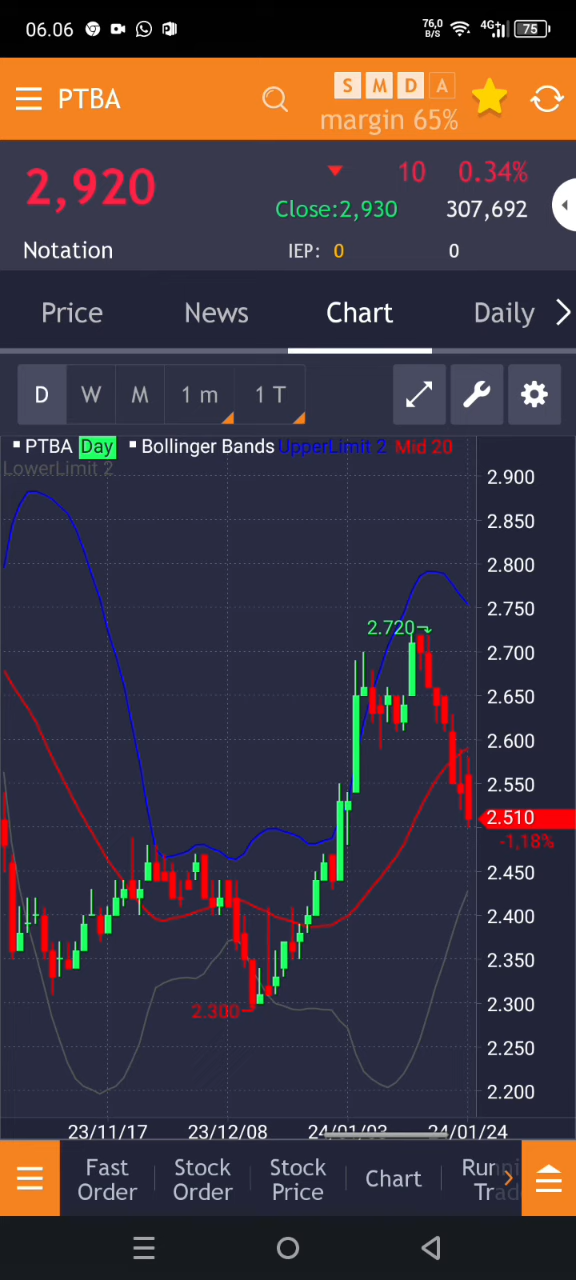 06.06 76,0 B/S 4G+ 75
PTBA S M D A
margin 65%
2,920 10 0.34%
Close:2,930 307,692
Notation IEP: 0 0
Price News Chart Daily
D W M 1 m 1 T
PTBA Day Bollinger Bands UpperLimit 2 Mid 20
LowerLimit 2
2.900
2.850
2.800
2.750
2.720
2.700
2.650
2.600
2.550
2.510
-1,18%
2.450
2.400
2.350
2.300 2.300
2.250
2.200
23/11/17 23/12/08 24/01/03 24/01/24
Fast Order
Stock Order
Stock Price
Chart
Running Trade